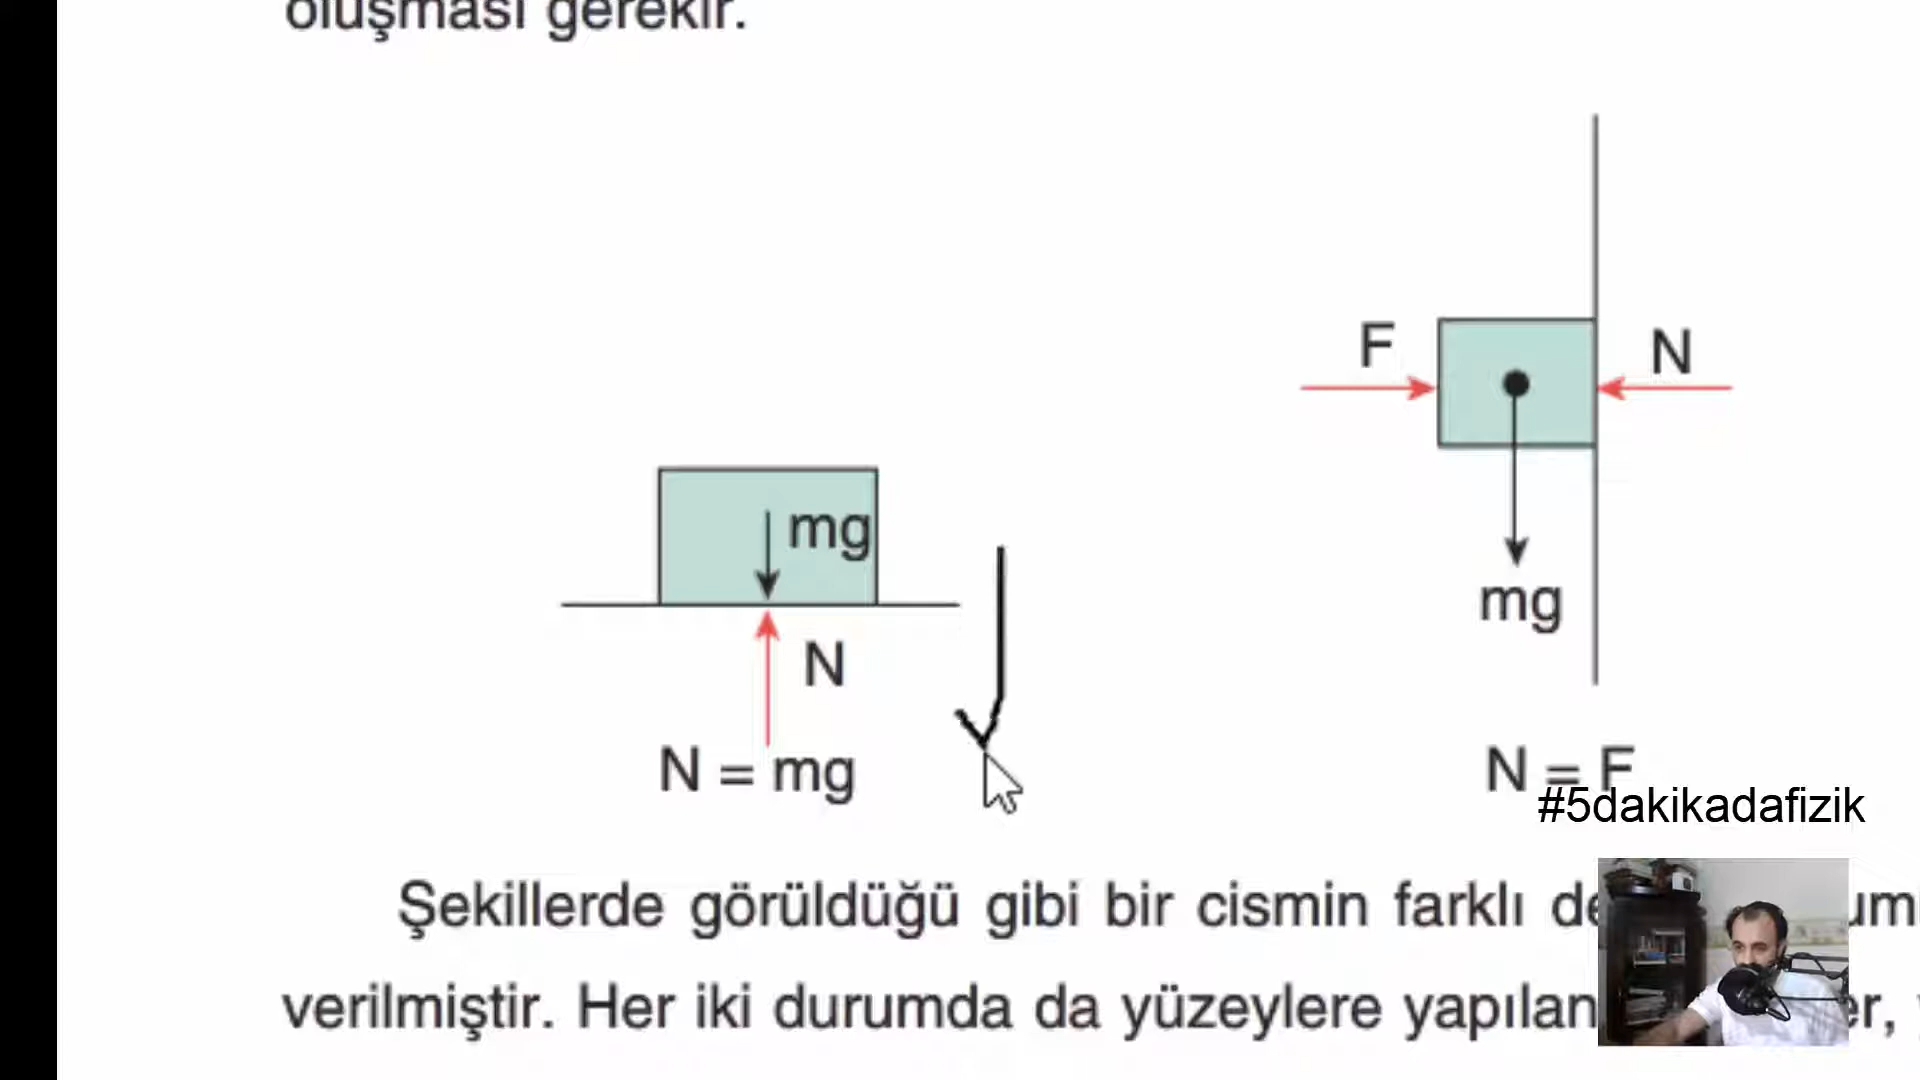 oluşması gerekir.
F
N
mg
mg
N
N = mg
N = F
#5dakikadafizik
Şekillerde görüldüğü gibi bir cismin farklı
verilmiştir. Her iki durumda da yüzeylere yapılan